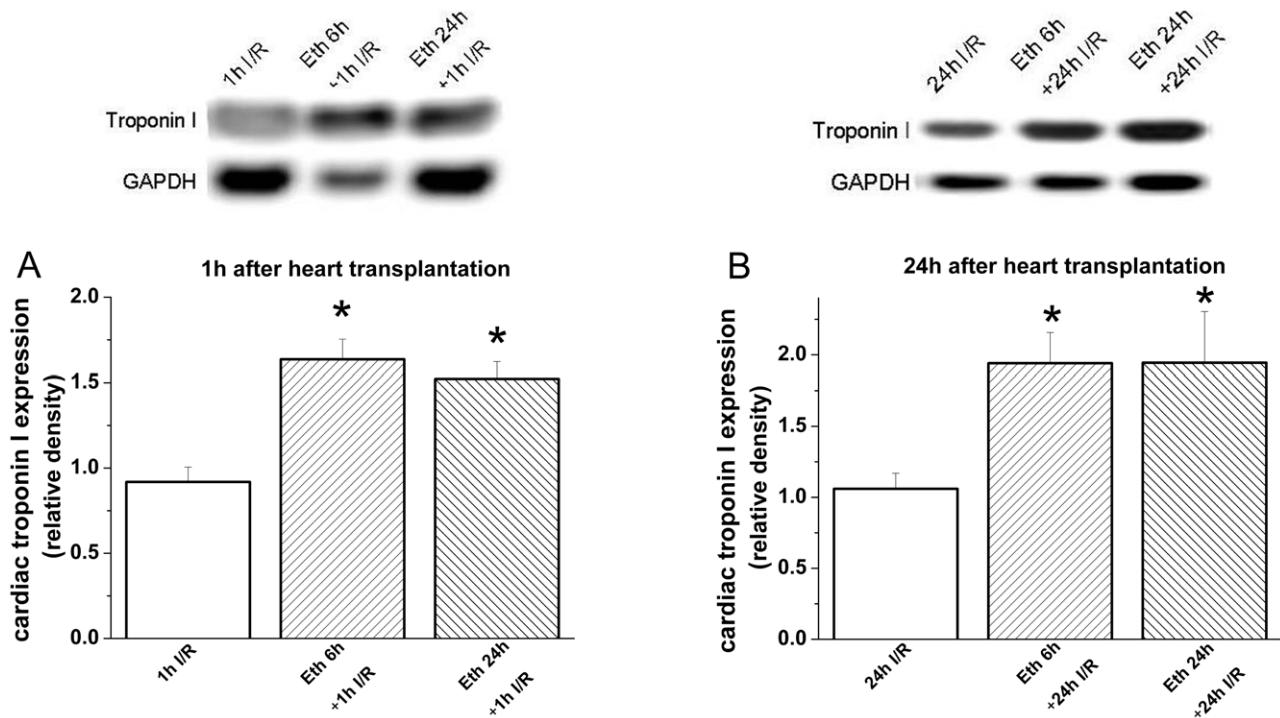 1h I/R
Eth 6h
+1h I/R
Eth 24h
+1h I/R
Troponin I
GAPDH
24h I/R
Eth 6h
+24h I/R
Eth 24h
+24h I/R
Troponin I
GAPDH
A
1h after heart transplantation
cardiac troponin I expression
(relative density)
2.0
1.5
1.0
0.5
0.0
*
*
1h I/R
Eth 6h
+1h I/R
Eth 24h
+1h I/R
B
24h after heart transplantation
cardiac troponin I expression
(relative density)
2.0
1.5
1.0
0.5
0.0
*
*
24h I/R
Eth 6h
+24h I/R
Eth 24h
+24h I/R